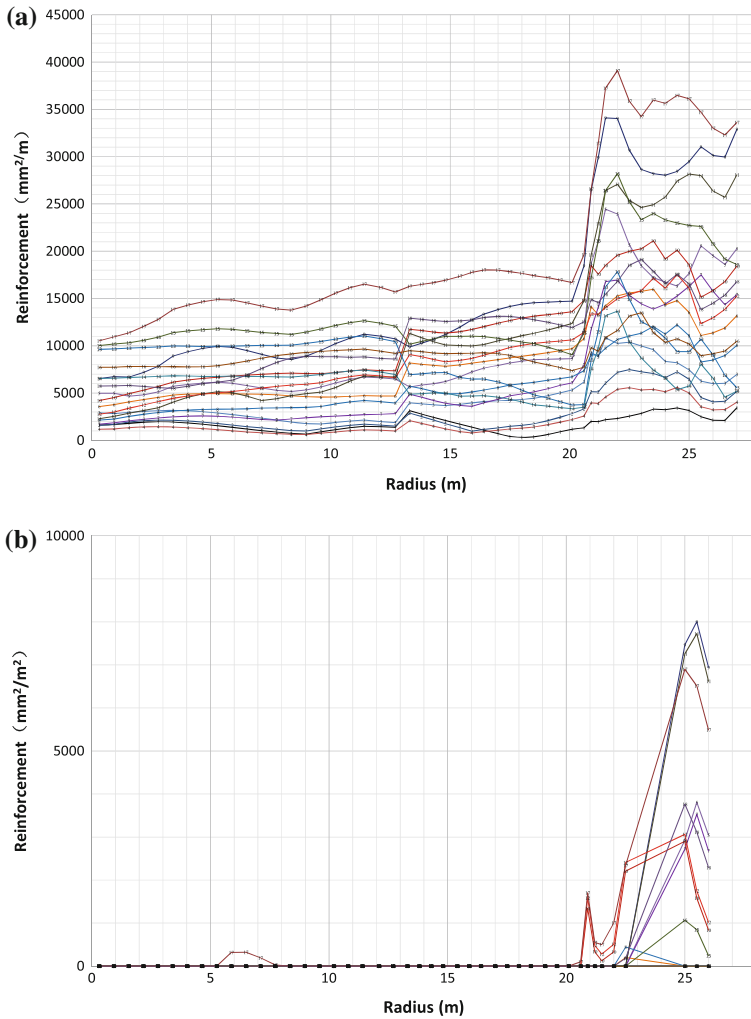 (a)
45000
40000
35000
30000
25000
20000
15000
10000
5000
0
Reinforcement（mm²/m）
0 5 10 15 20 25
Radius (m)
(b)
10000
5000
0
Reinforcement（mm²/m²）
0 5 10 15 20 25
Radius (m)